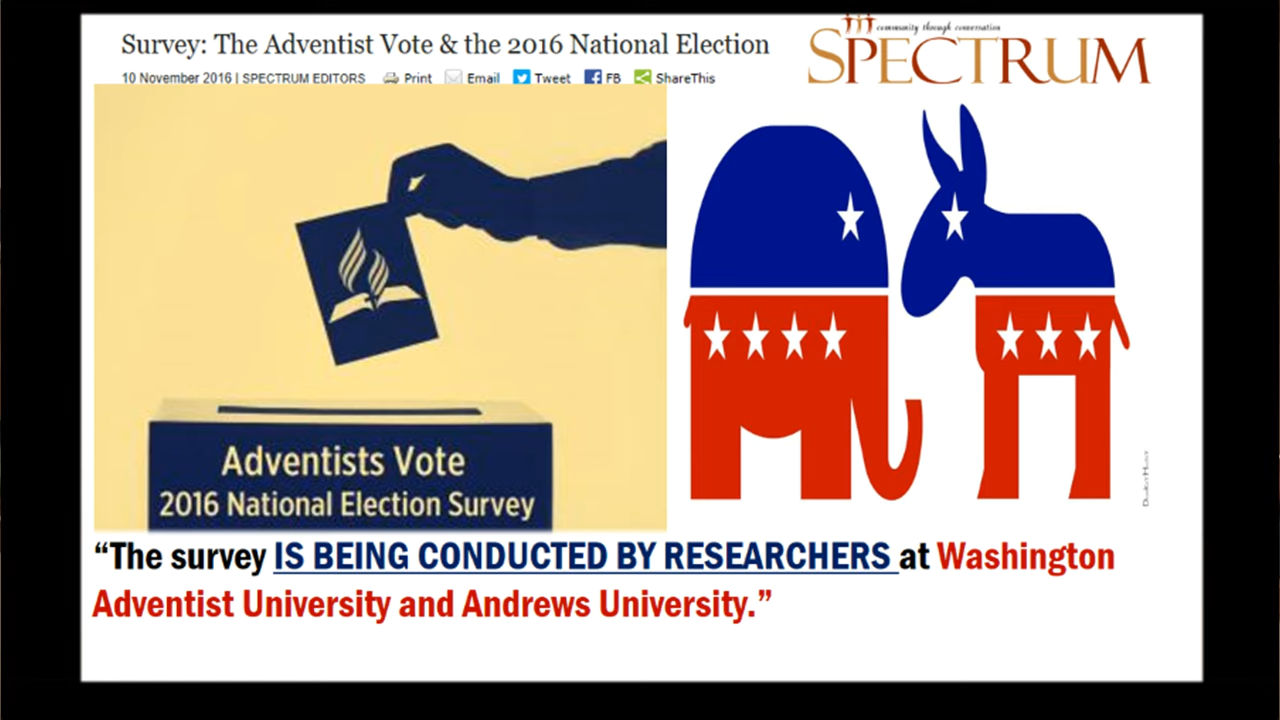 Survey: The Adventist Vote & the 2016 National Election
10 November 2016 | SPECTRUM EDITORS Print Email Tweet FB ShareThis
community through conversation
SPECTRUM
Adventists Vote
2016 National Election Survey
“The survey IS BEING CONDUCTED BY RESEARCHERS at Washington
Adventist University and Andrews University.”